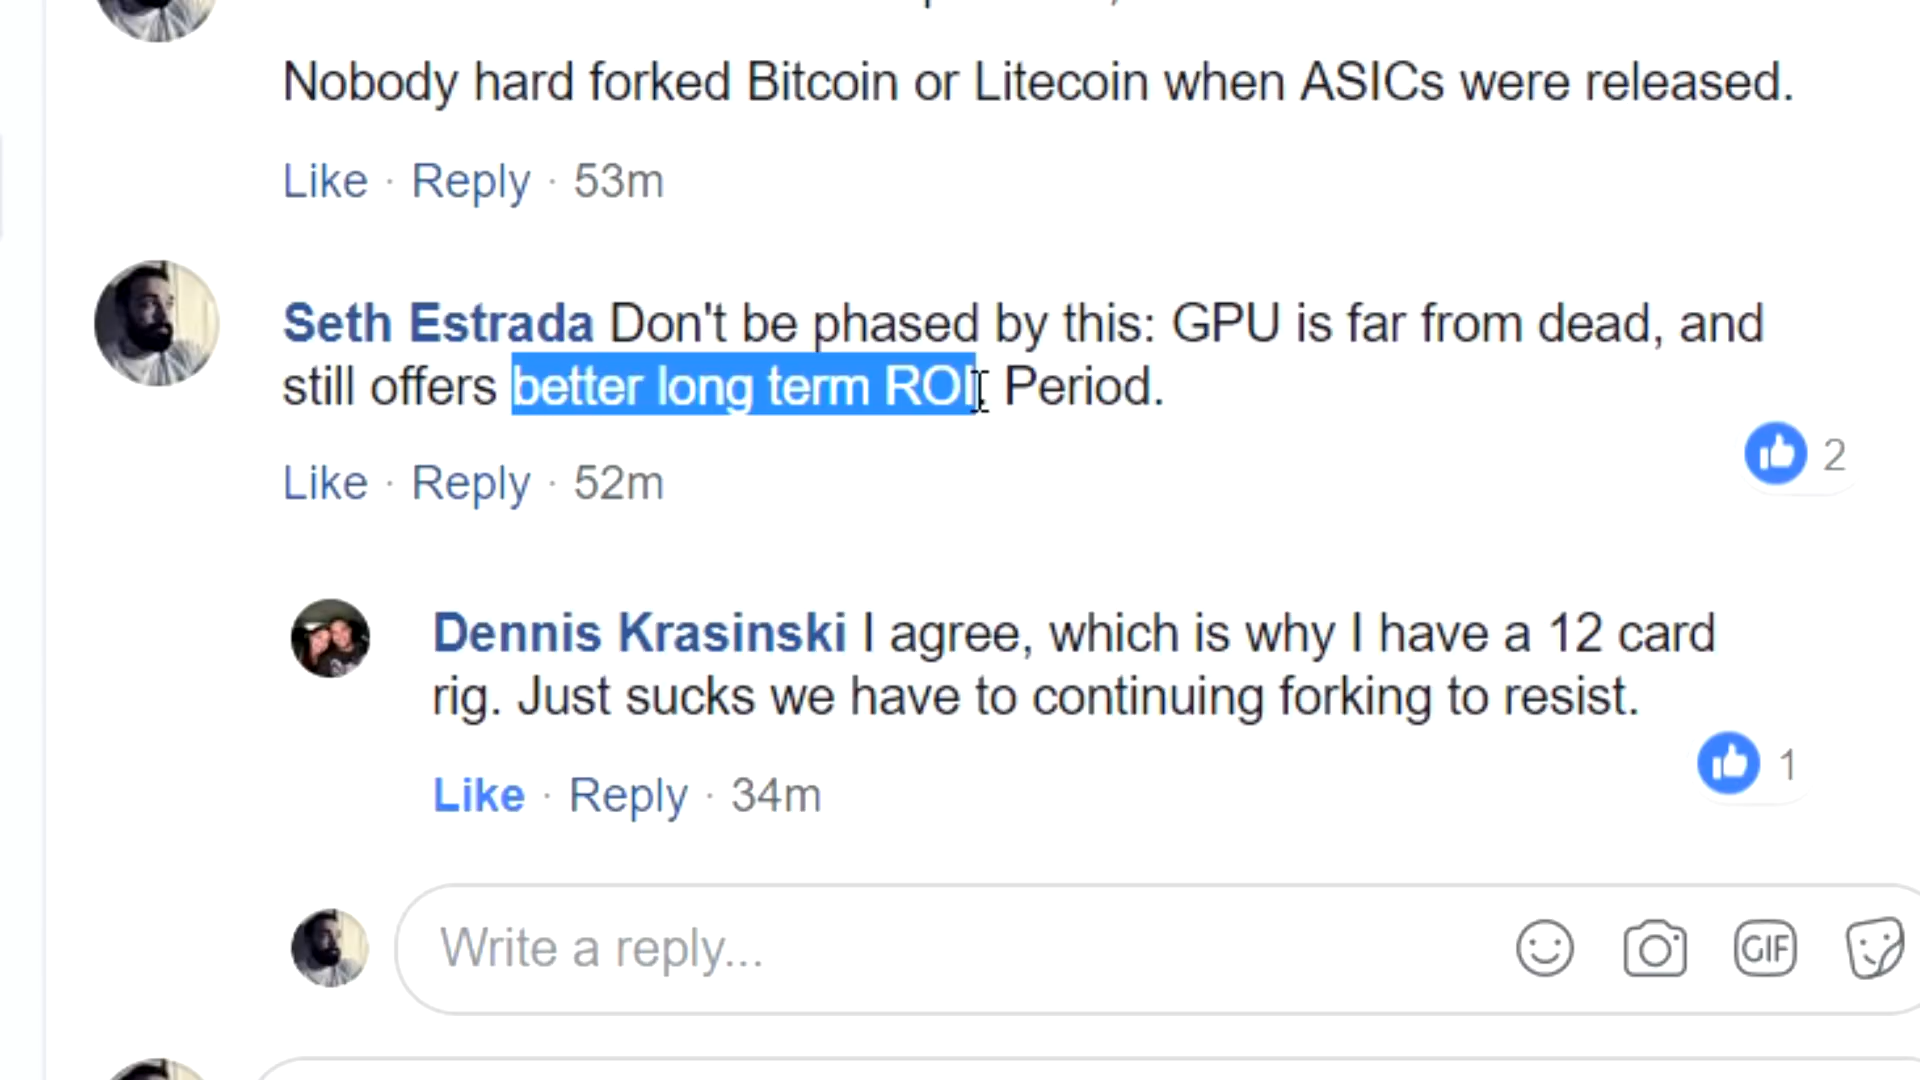 Nobody hard forked Bitcoin or Litecoin when ASICs were released.
Like · Reply · 53m
Seth Estrada Don't be phased by this: GPU is far from dead, and
still offers better long term ROI. Period.
2
Like · Reply · 52m
Dennis Krasinski I agree, which is why I have a 12 card
rig. Just sucks we have to continuing forking to resist.
1
Like · Reply · 34m
Write a reply...
GIF